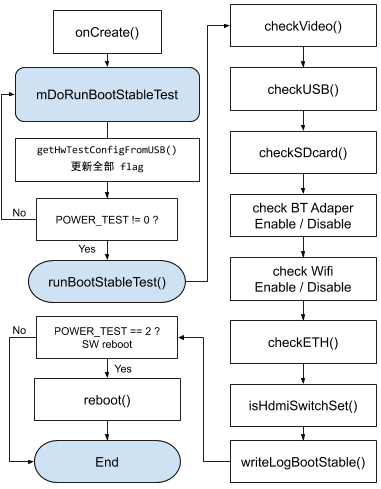 onCreate()
mDoRunBootStableTest
getHwTestConfigFromUSB()
更新全部 flag
No
POWER_TEST != 0 ?
Yes
runBootStableTest()
checkVideo()
checkUSB()
checkSDcard()
check BT Adaper
Enable / Disable
check Wifi
Enable / Disable
checkETH()
isHdmiSwitchSet()
writeLogBootStable()
No
POWER_TEST == 2 ?
SW reboot
Yes
reboot()
End